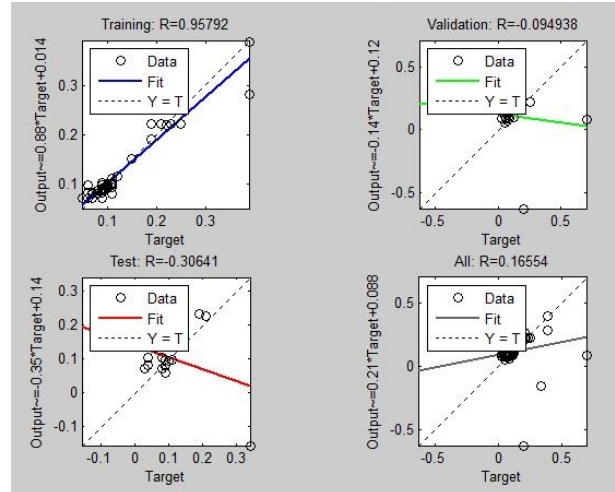 Training: R=0.95792
Output~=0.88*Target+0.014
Data
Fit
Y = T
0.3
0.2
0.1
0.1
0.2
0.3
Target
Validation: R=-0.094938
Output~=-0.14*Target+0.12
Data
Fit
Y = T
0.5
0
-0.5
-0.5
0
0.5
Target
Test: R=-0.30641
Output~=-0.35*Target+0.14
Data
Fit
Y = T
0.3
0.2
0.1
0
-0.1
-0.1
0
0.1
0.2
0.3
Target
All: R=0.16554
Output~=0.21*Target+0.088
Data
Fit
Y = T
0.5
0
-0.5
-0.5
0
0.5
Target